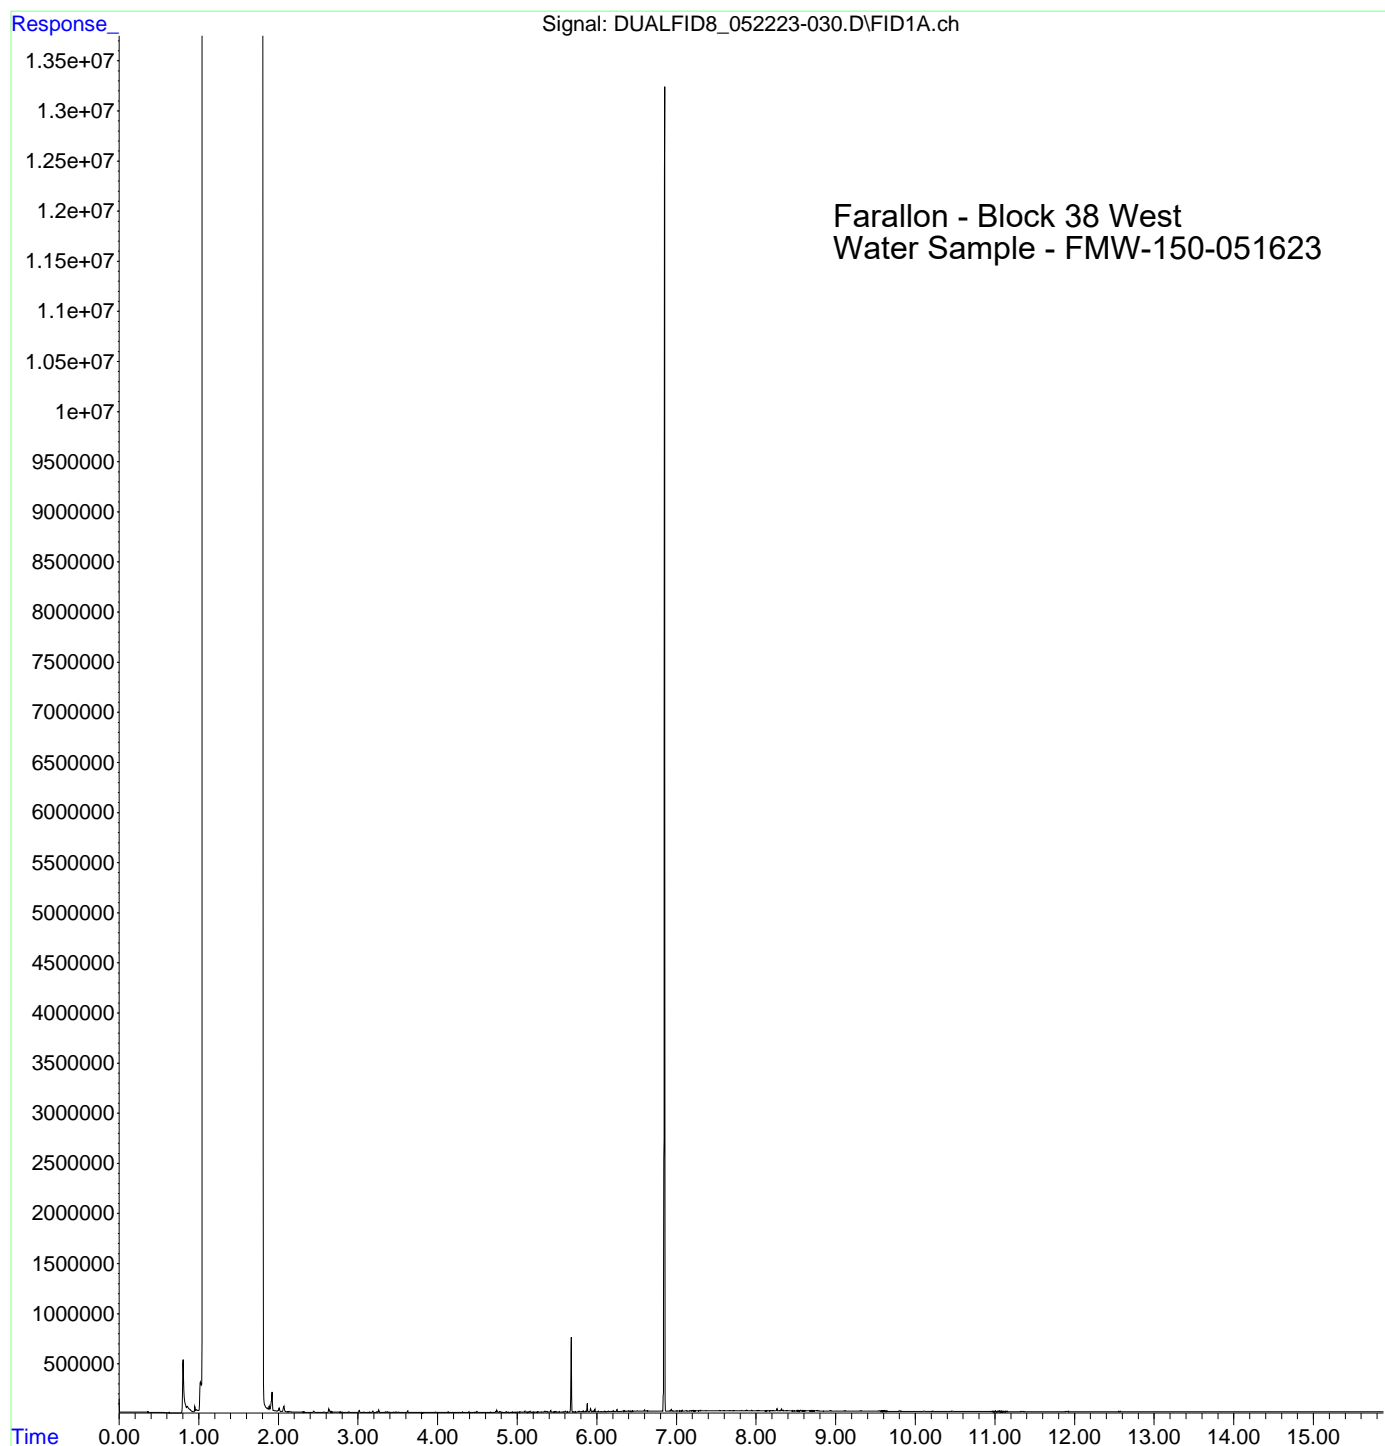 Response_
Signal: DUALFID8_052223-030.D\FID1A.ch
1.35e+07
1.3e+07
1.25e+07
1.2e+07
1.15e+07
1.1e+07
1.05e+07
1e+07
9500000
9000000
8500000
8000000
7500000
7000000
6500000
6000000
5500000
5000000
4500000
4000000
3500000
3000000
2500000
2000000
1500000
1000000
500000
Farallon - Block 38 West
Water Sample - FMW-150-051623
Time 0.00 1.00 2.00 3.00 4.00 5.00 6.00 7.00 8.00 9.00 10.00 11.00 12.00 13.00 14.00 15.00